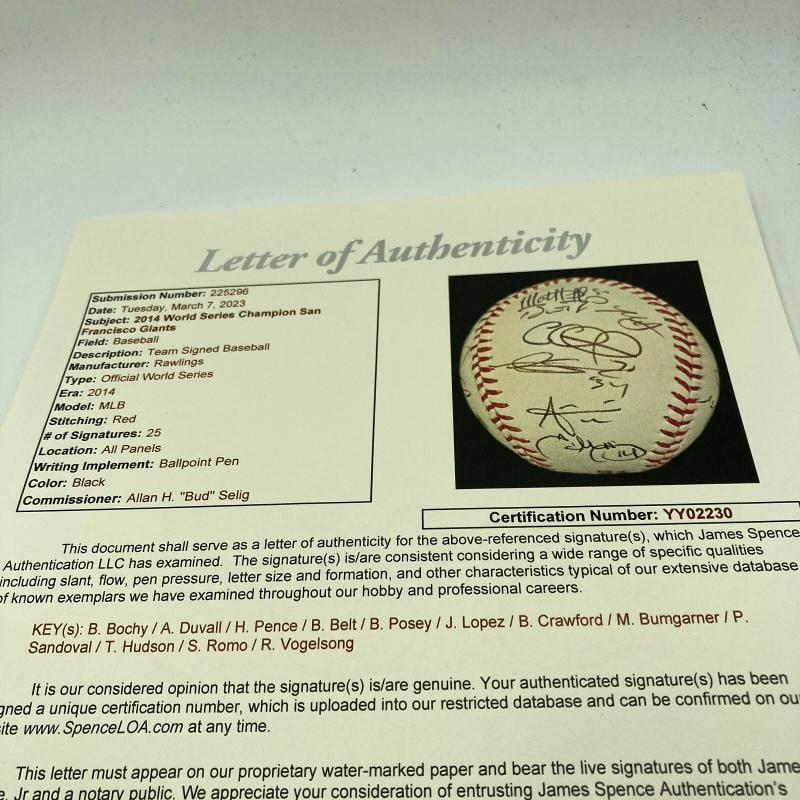 Letter of Authenticity
Submission Number: 225296
Date: Tuesday, March 7, 2023
Subject: 2014 World Series Champion San
Francisco Giants
Field: Baseball
Description: Team Signed Baseball
Manufacturer: Rawlings
Type: Official World Series
Era: 2014
Model: MLB
Stitching: Red
# of Signatures: 25
Location: All Panels
Writing Implement: Ballpoint Pen
Color: Black
Commissioner: Allan H. "Bud" Selig
Certification Number: YY02230
This document shall serve as a letter of authenticity for the above-referenced signature(s), which James Spence
Authentication LLC has examined. The signature(s) is/are consistent considering a wide range of specific qualities
including slant, flow, pen pressure, letter size and formation, and other characteristics typical of our extensive database
of known exemplars we have examined throughout our hobby and professional careers.
KEY(s): B. Bochy / A. Duvall / H. Pence / B. Belt / B. Posey / J. Lopez / B. Crawford / M. Bumgarner / P.
Sandoval / T. Hudson / S. Romo / R. Vogelsong
It is our considered opinion that the signature(s) is/are genuine. Your authenticated signature(s) has been
gned a unique certification number, which is uploaded into our restricted database and can be confirmed on ou
site www.SpenceLOA.com at any time.
This letter must appear on our proprietary water-marked paper and bear the live signatures of both Jame
e, Jr and a notary public. We appreciate your consideration of entrusting James Spence Authentication's